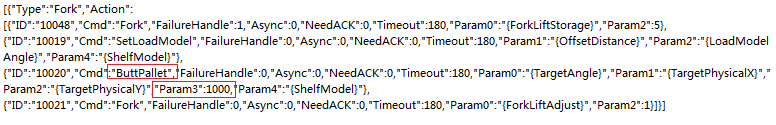 [{"Type":"Fork","Action":
[{"ID":"10048","Cmd":"Fork","FailureHandle":1,"Async":0,"NeedACK":0,"Timeout":180,"Param0":"{ForkLiftStorage}","Param2":5},
{"ID":"10019","Cmd":"SetLoadModel","FailureHandle":0,"Async":0,"NeedACK":0,"Timeout":180,"Param1":"{OffsetDistance}","Param2":"{LoadModel
Angle}","Param4":"{ShelfModel}"},
{"ID":"10020","Cmd":"ButtPallet","FailureHandle":0,"Async":0,"NeedACK":0,"Timeout":180,"Param0":"{TargetAngle}","Param1":"{TargetPhysicalX}","
Param2":"{TargetPhysicalY}","Param3":1000,"Param4":"{ShelfModel}"},
{"ID":"10021","Cmd":"Fork","FailureHandle":0,"Async":0,"NeedACK":0,"Timeout":180,"Param0":"{ForkLiftAdjust}","Param2":1}]}]